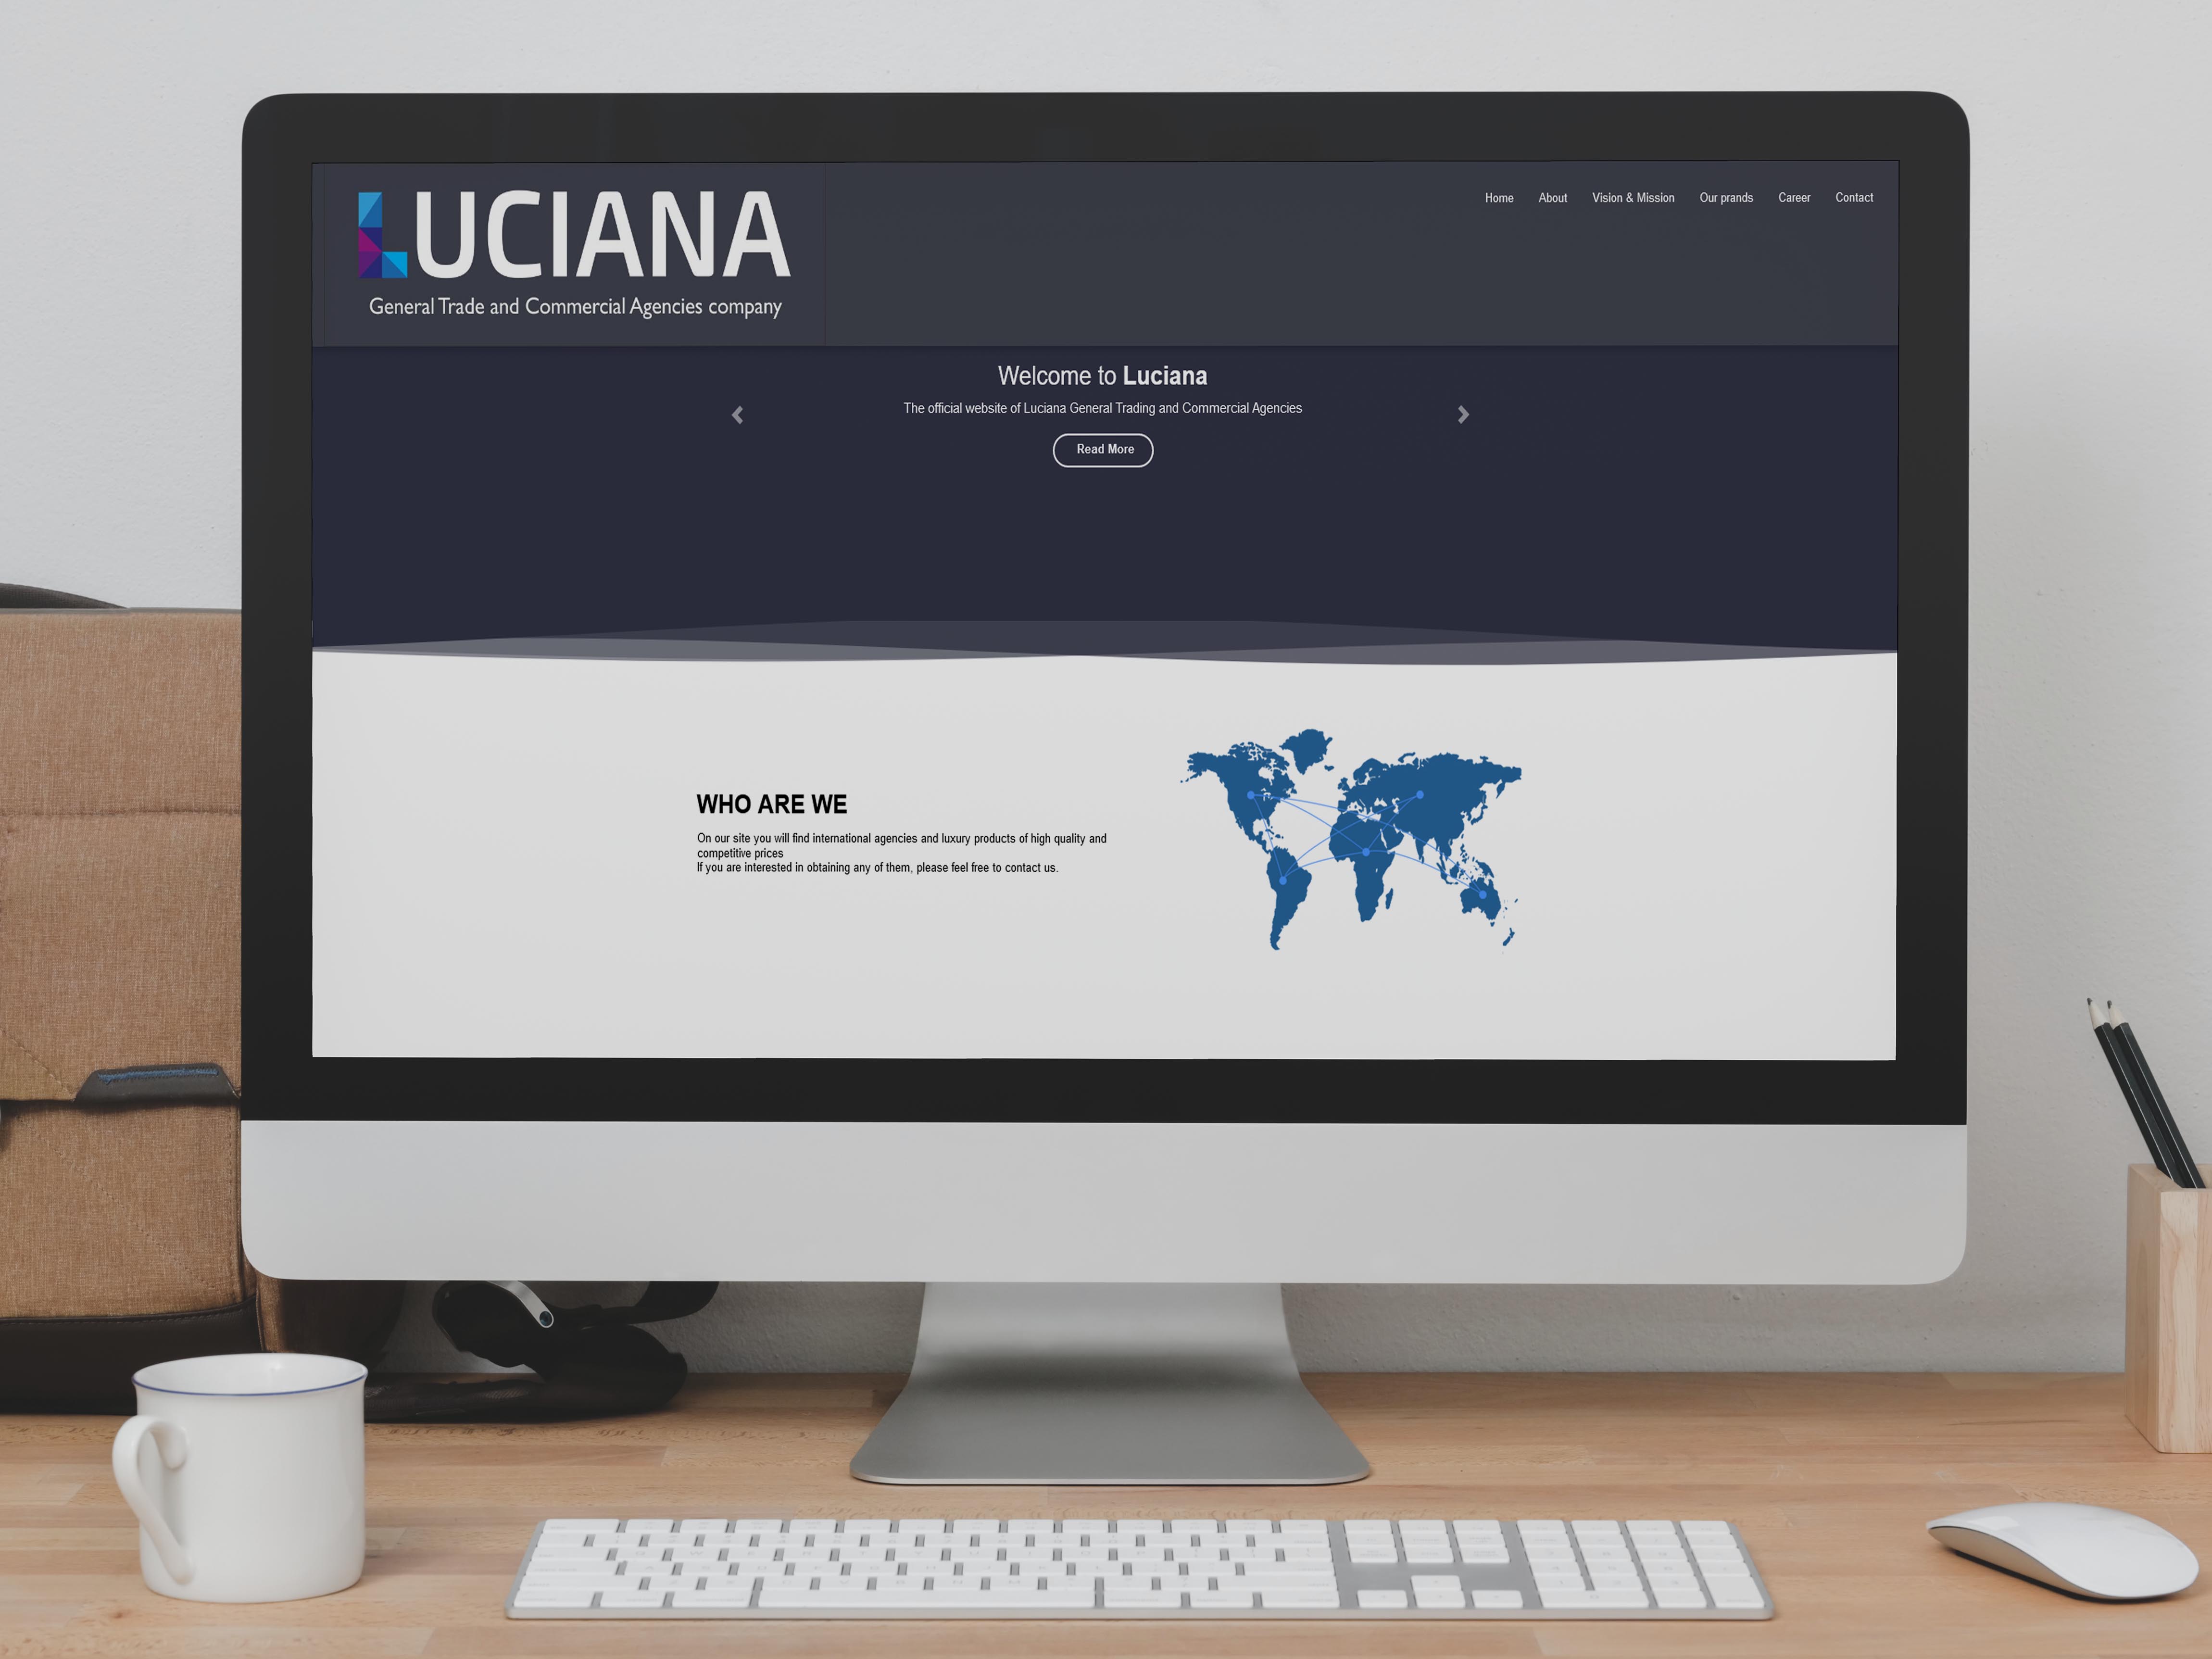 LUCIANA
General Trade and Commercial Agencies company
Home About Vision & Mission Our prands Career Contact
Welcome to Luciana
The official website of Luciana General Trading and Commercial Agencies
Read More
WHO ARE WE
On our site you will find international agencies and luxury products of high quality and
competitive prices
If you are interested in obtaining any of them, please feel free to contact us.